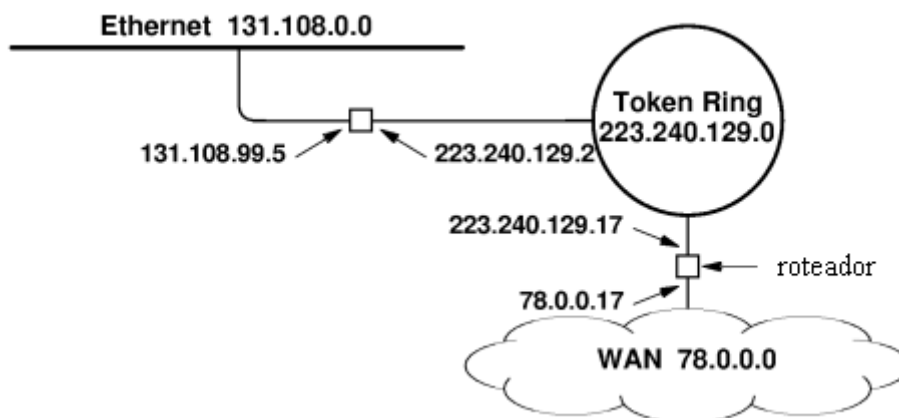 Ethernet 131.108.0.0
Token Ring
223.240.129.0
131.108.99.5
223.240.129.2
223.240.129.17
roteador
78.0.0.17
WAN 78.0.0.0